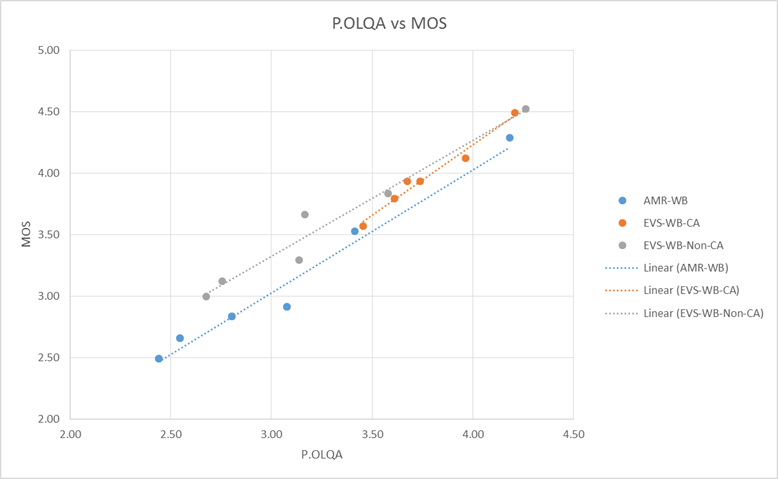 P.OLQA vs MOS
5.00
4.50
4.00
3.50
3.00
2.50
2.00
MOS
2.00 2.50 3.00 3.50 4.00 4.50
P.OLQA
AMR-WB
EVS-WB-CA
EVS-WB-Non-CA
Linear (AMR-WB)
Linear (EVS-WB-CA)
Linear (EVS-WB-Non-CA)